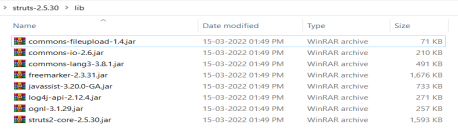 struts-2.5.30 > lib
Name Date modified Type Size
commons-fileupload-1.4.jar 15-03-2022 01:49 PM WinRAR archive 71 KB
commons-io-2.6.jar 15-03-2022 01:49 PM WinRAR archive 210 KB
commons-lang3-3.8.1.jar 15-03-2022 01:49 PM WinRAR archive 491 KB
freemarker-2.3.31.jar 15-03-2022 01:49 PM WinRAR archive 1,676 KB
javassist-3.20.0-GA.jar 15-03-2022 01:49 PM WinRAR archive 733 KB
log4j-api-2.12.4.jar 15-03-2022 01:49 PM WinRAR archive 271 KB
ognl-3.1.29.jar 15-03-2022 01:49 PM WinRAR archive 257 KB
struts2-core-2.5.30.jar 15-03-2022 01:49 PM WinRAR archive 1,593 KB